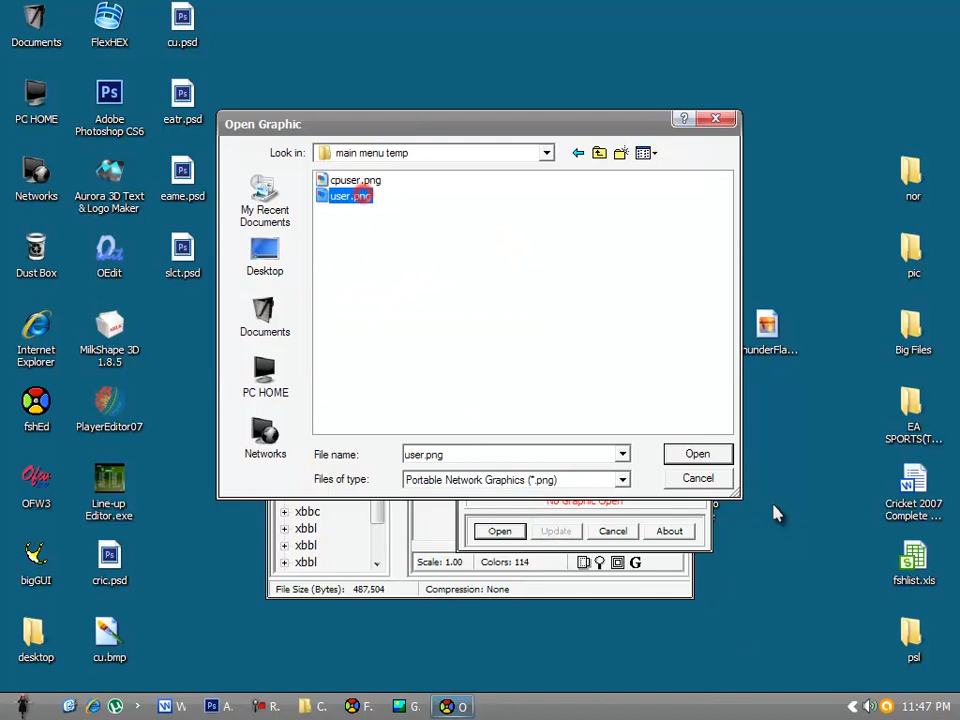 Documents
FlexHEX
cu.psd
PC HOME
Adobe
Photoshop CS6
eatr.psd
Networks
Aurora 3D Text
& Logo Maker
eame.psd
Dust Box
OEdit
slct.psd
Internet
Explorer
MilkShape 3D
1.8.5
fshEd
PlayerEditor07
OFW3
Line-up
Editor.exe
bigGUI
cric.psd
desktop
cu.bmp
Open Graphic
Look in:
main menu temp
cpuser.png
user.png
My Recent
Documents
Desktop
Documents
PC HOME
Networks
File name:
user.png
Open
Files of type:
Portable Network Graphics (*.png)
Cancel
No Graphic Open
xbbc
xbbl
xbbl
xbbl
Open
Update
Cancel
About
Scale: 1.00
Colors: 114
G
File Size (Bytes): 487,504
Compression: None
hunderFla...
nor
pic
Big Files
EA
SPORTS(T...
Cricket 2007
Complete ...
fshlist.xls
psl
W
A.
R.
C.
F.
G.
O
11:47 PM